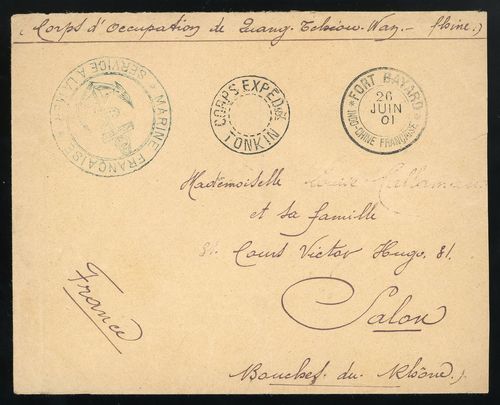 (Corps d'Occupation de Quang-Tchéou-Wan.- Chine.)
MARINE FRANÇAISE
SERVICE A LA MER
CORPS EXPEDre
TONKIN
FORT BAYARD
26
JUIN
01
INDO-CHINE FRANÇAISE
Mademoiselle
et sa famille
81. Cours Victor Hugo. 81.
Salon
France
Bouches. du. Rhône.)